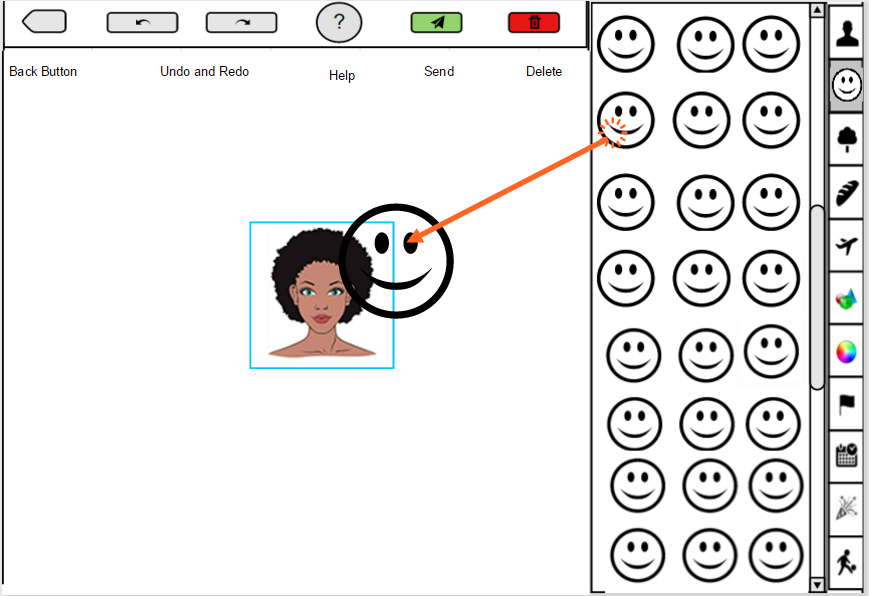 ?
Back Button
Undo and Redo
Help
Send
Delete